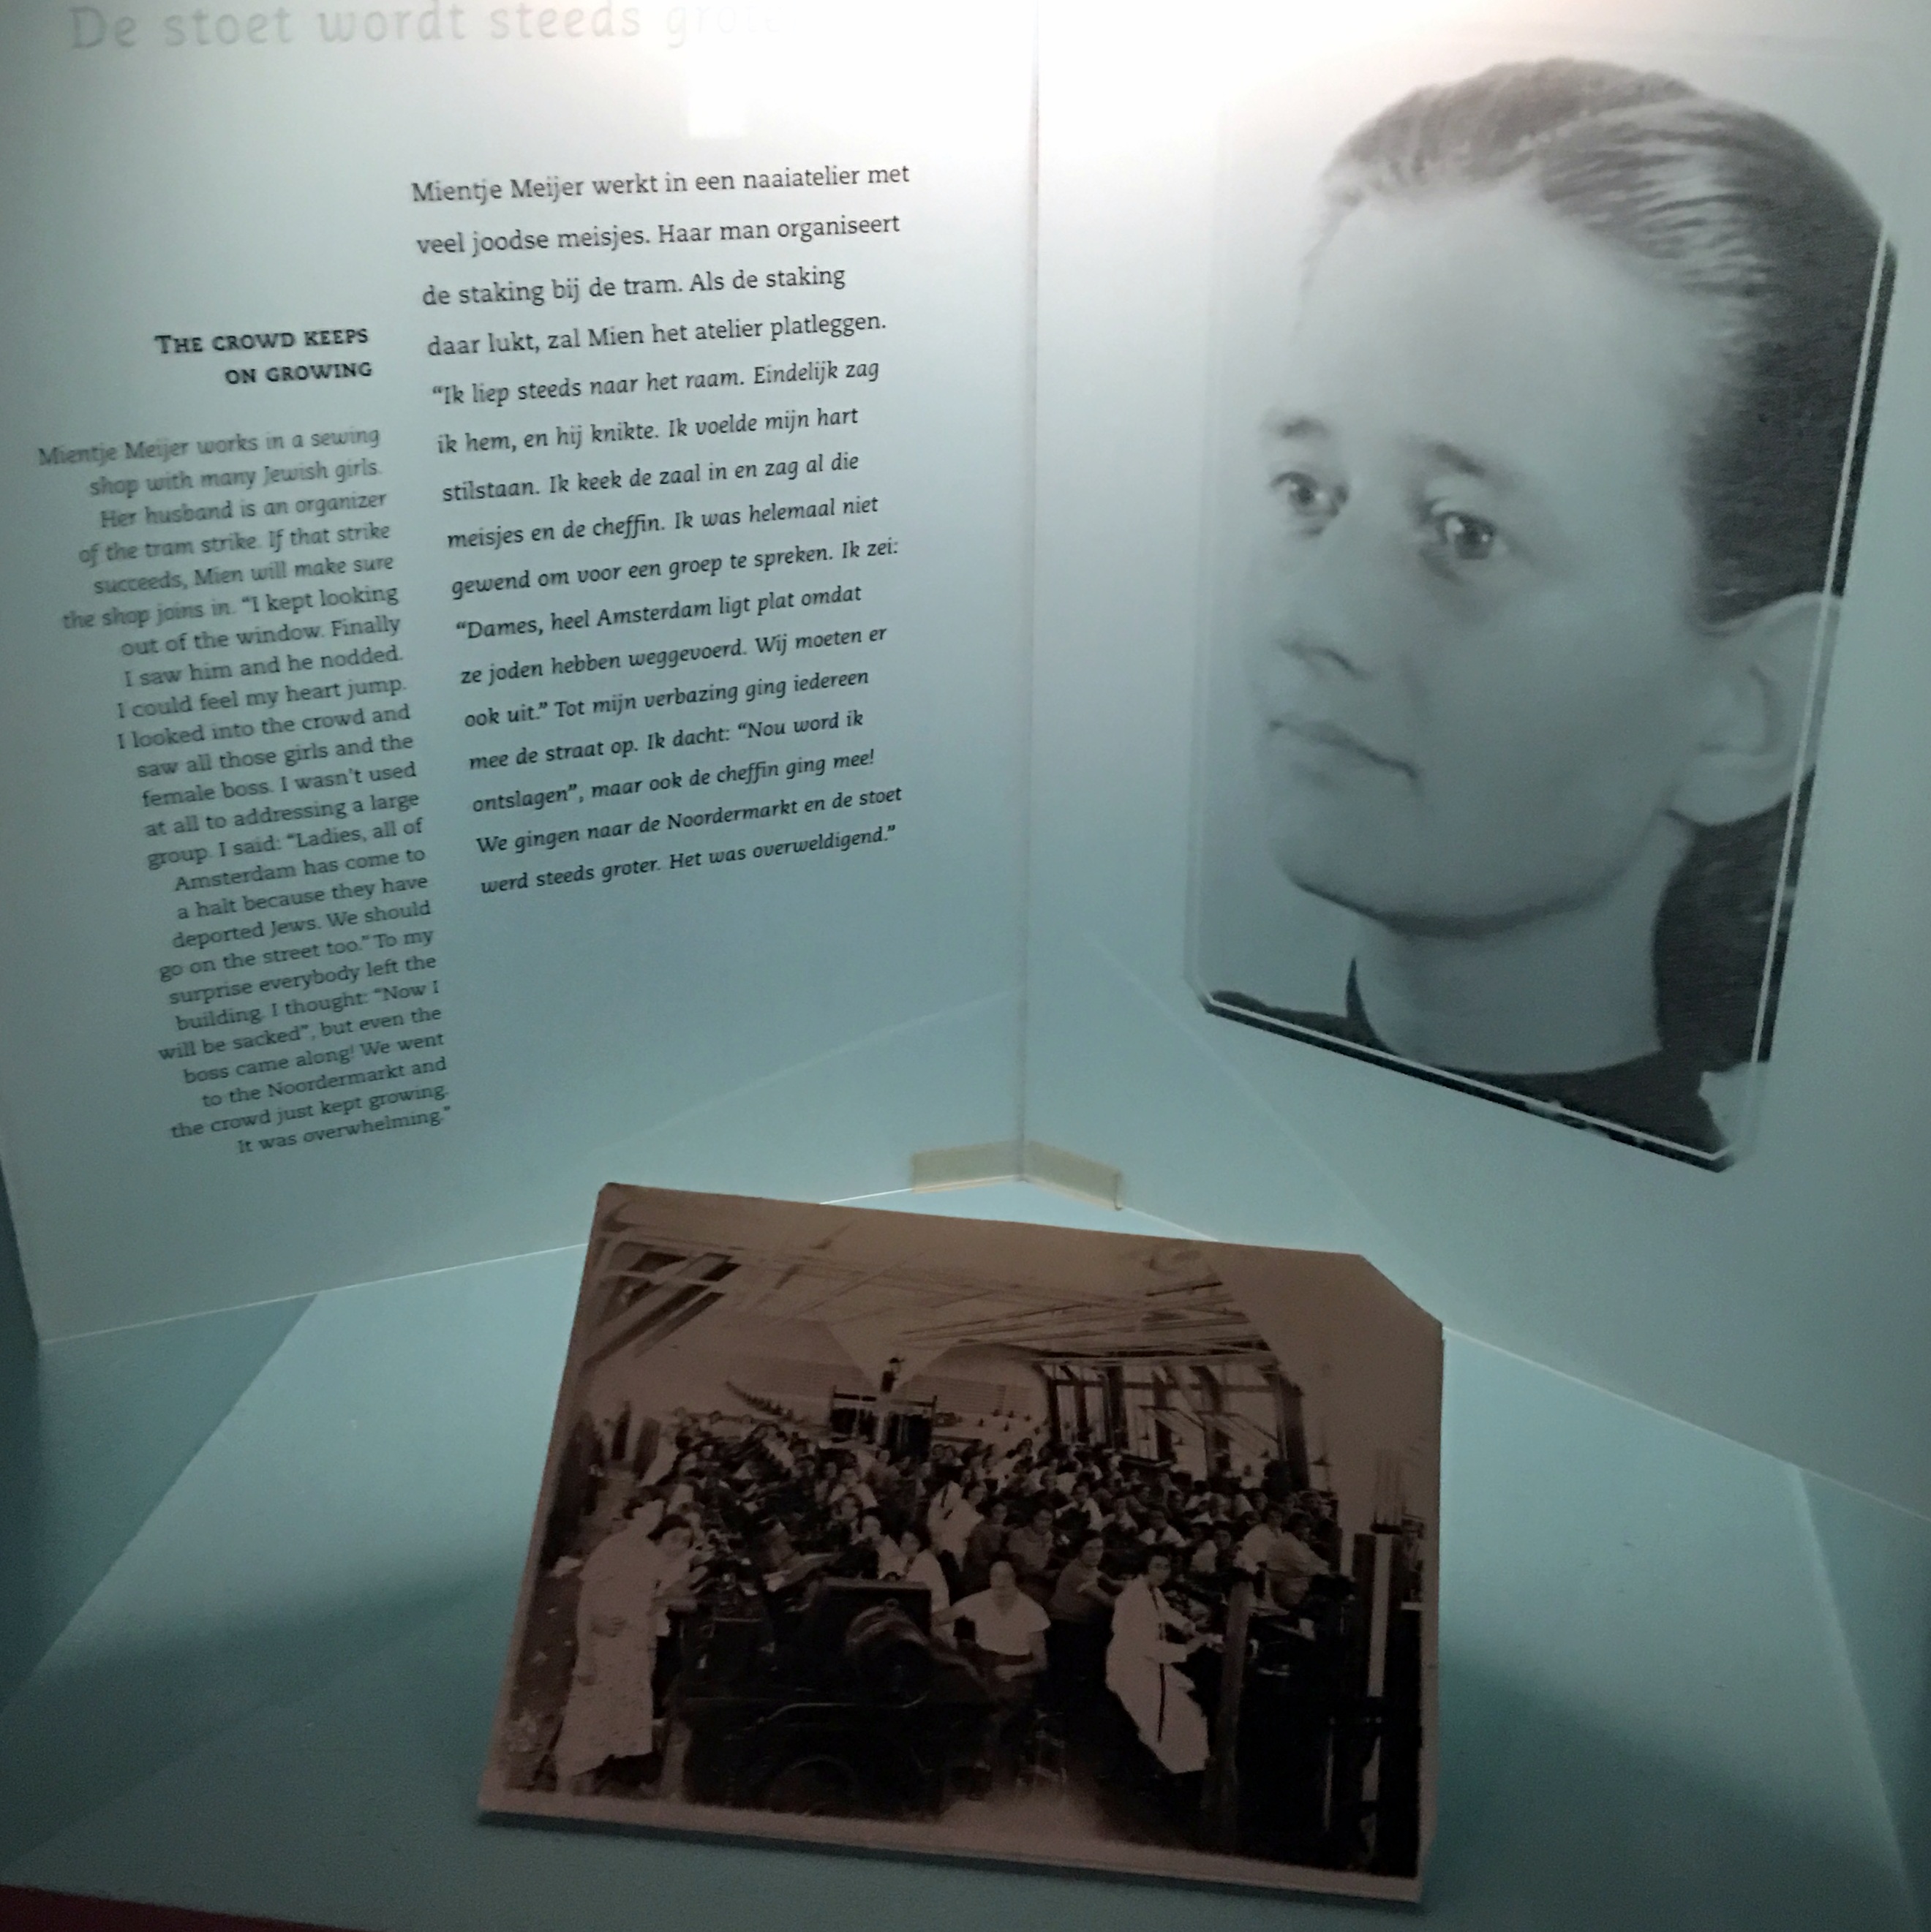 De stoet wordt steeds grote
THE CROWD KEEPS
ON GROWING
Mientje Meijer works in a sewing
shop with many Jewish girls.
Her husband is an organizer
of the tram strike. If that strike
succeeds, Mien will make sure
the shop joins in. “I kept looking
out of the window. Finally
I saw him and he nodded.
I could feel my heart jump.
I looked into the crowd and
saw all those girls and the
female boss. I wasn't used
at all to addressing a large
group. I said: “Ladies, all of
Amsterdam has come to
a halt because they have
deported Jews. We should
go on the street too.” To my
surprise everybody left the
building. I thought: “Now I
will be sacked”, but even the
boss came along! We went
to the Noordermarkt and
the crowd just kept growing.
It was overwhelming.”
Mientje Meijer werkt in een naaiatelier met
veel joodse meisjes. Haar man organiseert
de staking bij de tram. Als de staking
daar lukt, zal Mien het atelier platleggen.
“Ik liep steeds naar het raam. Eindelijk zag
ik hem, en hij knikte. Ik voelde mijn hart
stilstaan. Ik keek de zaal in en zag al die
meisjes en de cheffin. Ik was helemaal niet
gewend om voor een groep te spreken. Ik zei:
“Dames, heel Amsterdam ligt plat omdat
ze joden hebben weggevoerd. Wij moeten er
ook uit.” Tot mijn verbazing ging iedereen
mee de straat op. Ik dacht: “Nou word ik
ontslagen”, maar ook de cheffin ging mee!
We gingen naar de Noordermarkt en de stoet
werd steeds groter. Het was overweldigend.”